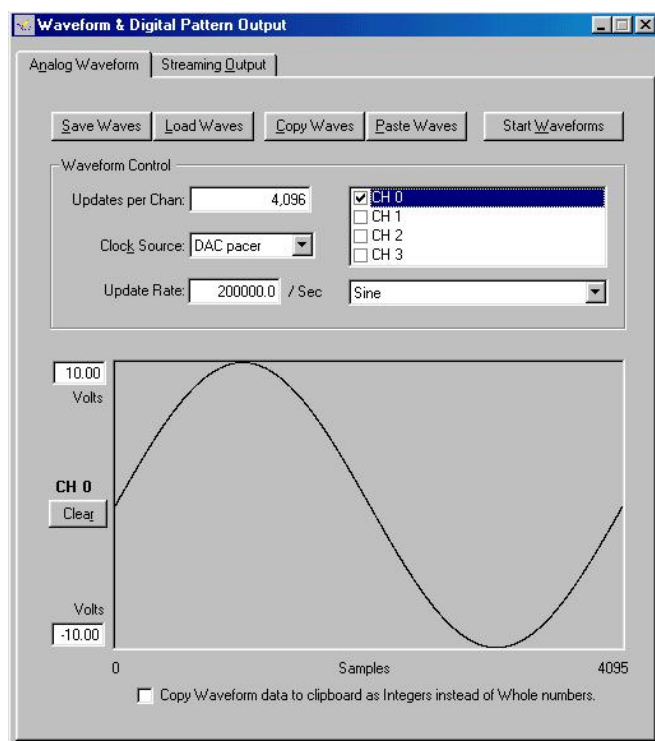 Waveform & Digital Pattern Output
Analog Waveform
Streaming Output
Save Waves
Load Waves
Copy Waves
Paste Waves
Start Waveforms
Waveform Control
Updates per Chan:
4,096
Clock Source:
DAC pacer
Update Rate:
200000.0
/ Sec
CH 0
CH 1
CH 2
CH 3
Sine
10.00
Volts
CH 0
Clear
Volts
-10.00
0
Samples
4095
Copy Waveform data to clipboard as Integers instead of Whole numbers.